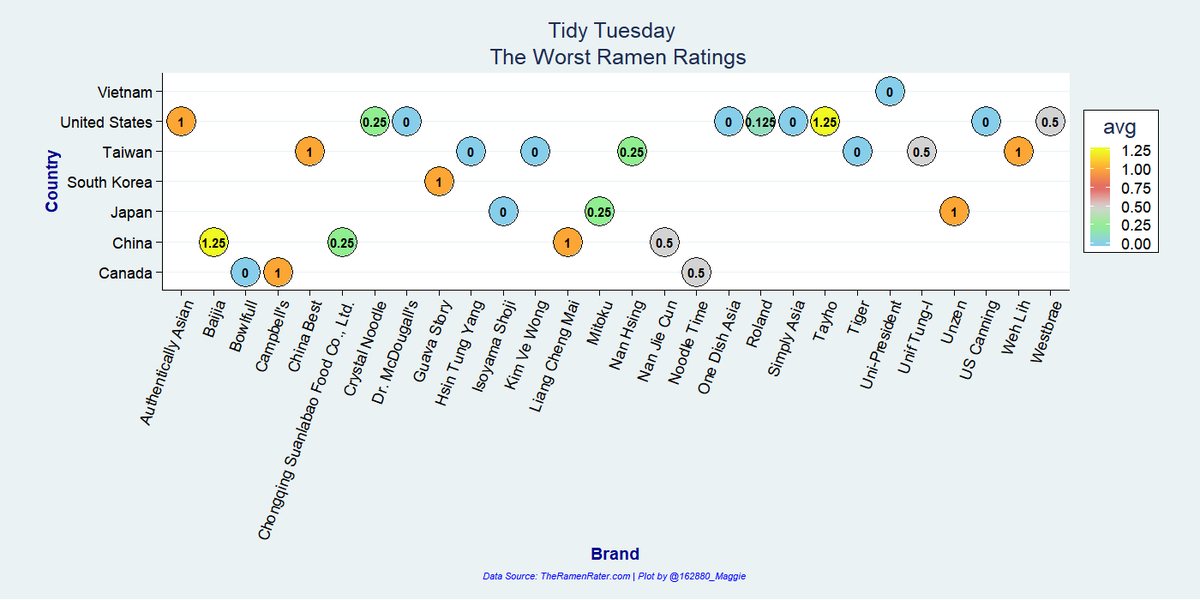 Tidy Tuesday
The Worst Ramen Ratings
Country
Vietnam
United States
Taiwan
South Korea
Japan
China
Canada
0
1
0.25
0
0
0.125
0
1.25
0
0.5
1
0
0
0.25
0
0.5
1
1
0
0.25
1
1.25
0.25
1
0.5
0
1
0.5
Authentically Asian
Baijia
Bowlfull
Campbell's
China Best
Chongqing Suanlabao Food Co., Ltd.
Crystal Noodle
Dr. McDougall's
Guava Story
Hsin Tung Yang
Isoyama Shoji
Kim Ve Wong
Liang Cheng Mai
Mitoku
Nan Hsing
Nan Jie Cun
Noodle Time
One Dish Asia
Roland
Simply Asia
Tayho
Tiger
Uni-President
Unif Tung-I
Unzen
US Canning
Weh Lih
Westbrae
Brand
avg
1.25
1.00
0.75
0.50
0.25
0.00
Data Source: TheRamenRater.com | Plot by @162880_Maggie